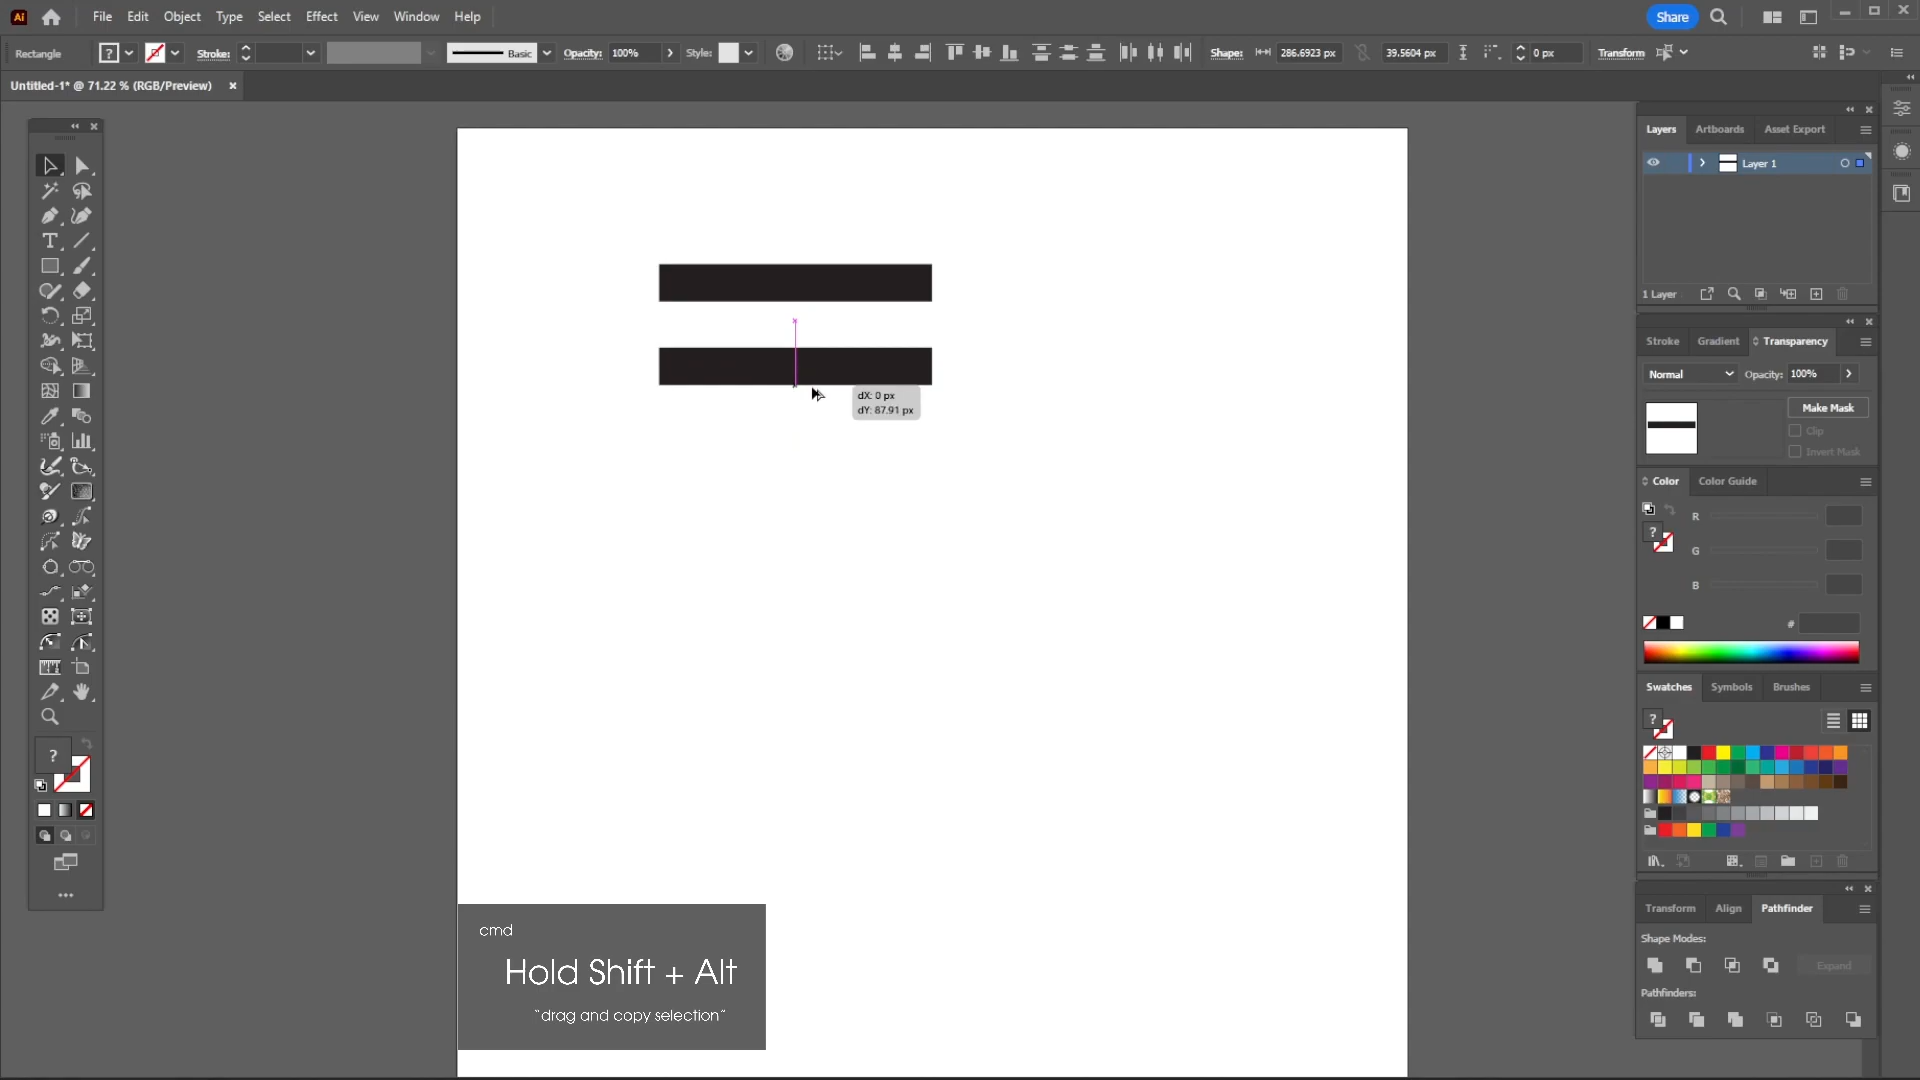 Ai File Edit Object Type Select Effect View Window Help Share
Rectangle ? Stroke: Basic Opacity: 100% Style: Shape: 286.6923 px 39.5604 px 0 px Transform
Untitled-1* @ 71.22 % (RGB/Preview)
Layers Artboards Asset Export
Layer 1
1 Layer
Stroke Gradient Transparency
Normal Opacity: 100%
Make Mask
Clip
Invert Mask
dX: 0 px
dY: 87.91 px
Color Color Guide
R
?
G
B
#
Swatches Symbols Brushes
?
?
Transform Align Pathfinder
Shape Modes:
Expand
Pathfinders:
cmd
Hold Shift + Alt
"drag and copy selection"